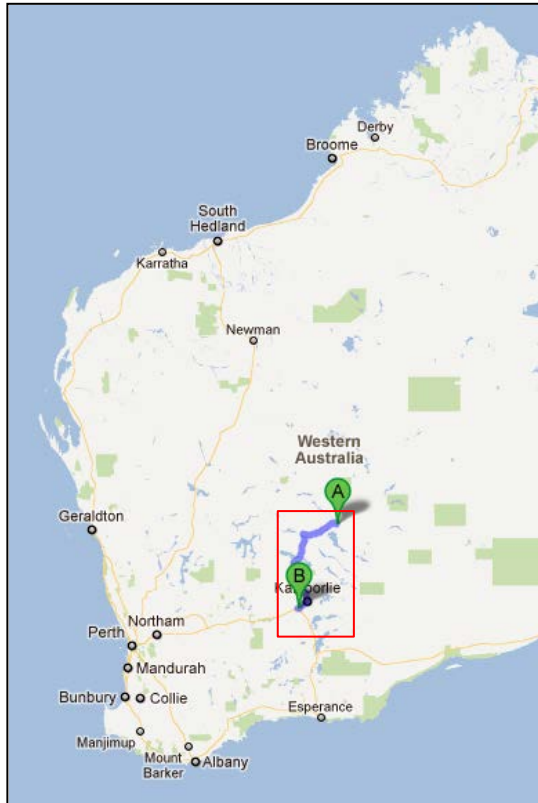 Derby
Broome
South
Hedland
Karratha
Newman
Western
Australia
A
Geraldton
B
Northam
Perth
Mandurah
Bunbury
Collie
Esperance
Manjimup
Mount
Barker
Albany